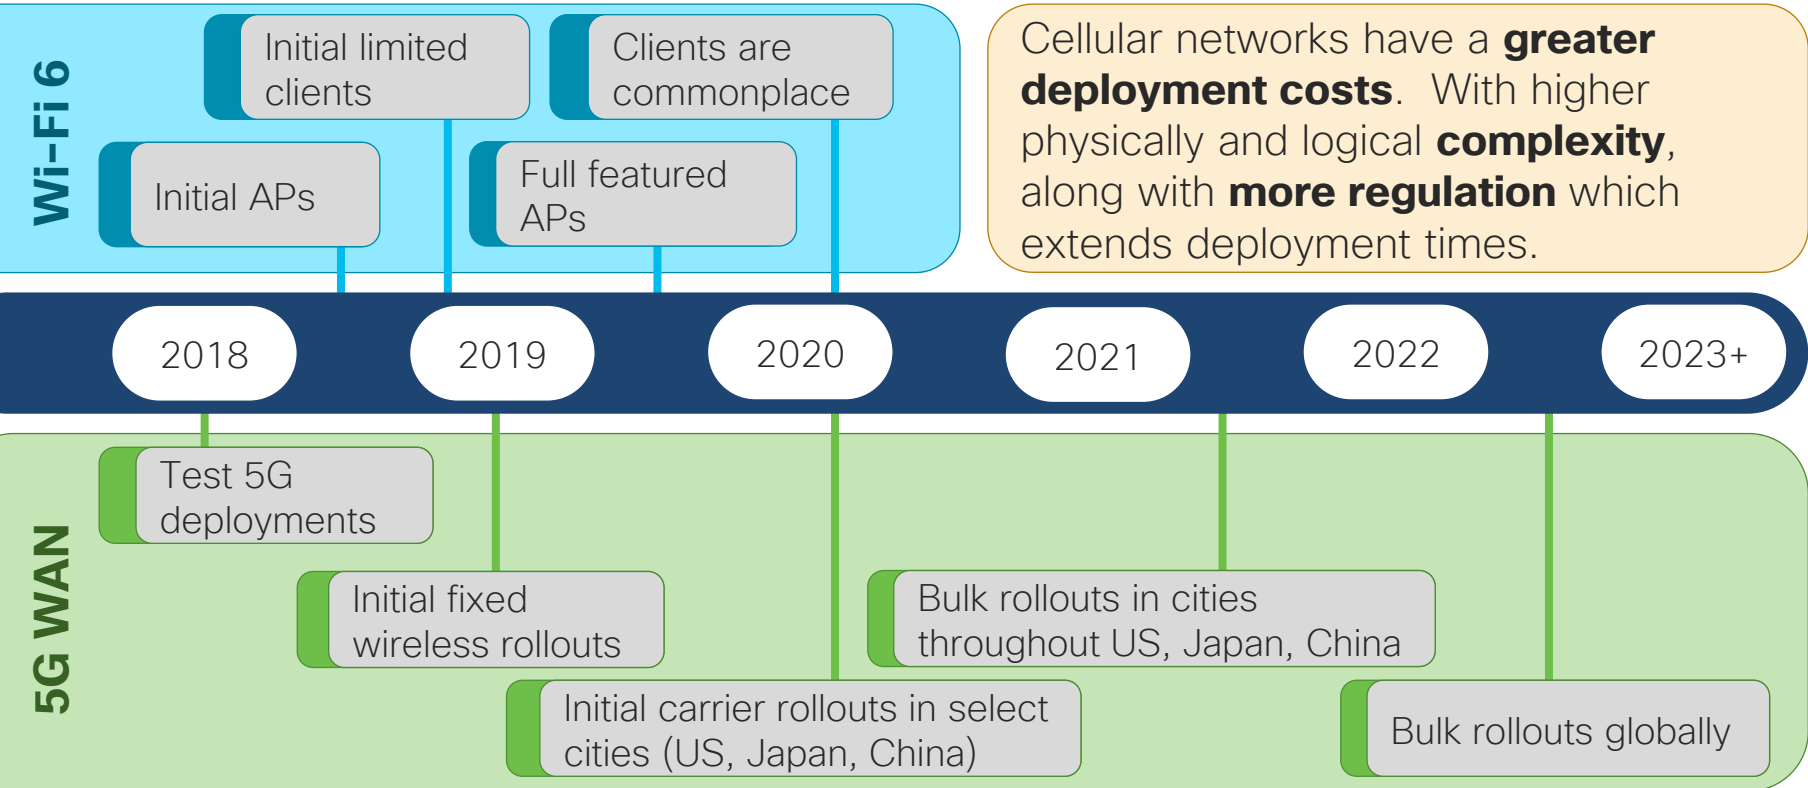 Wi-Fi 6
Initial limited
clients
Clients are
commonplace
Initial APs
Full featured
APs
Cellular networks have a greater
deployment costs.  With higher
physically and logical complexity,
along with more regulation which
extends deployment times.
2018
2019
2020
2021
2022
2023+
5G WAN
Test 5G
deployments
Initial fixed
wireless rollouts
Initial carrier rollouts in select
cities (US, Japan, China)
Bulk rollouts in cities
throughout US, Japan, China
Bulk rollouts globally